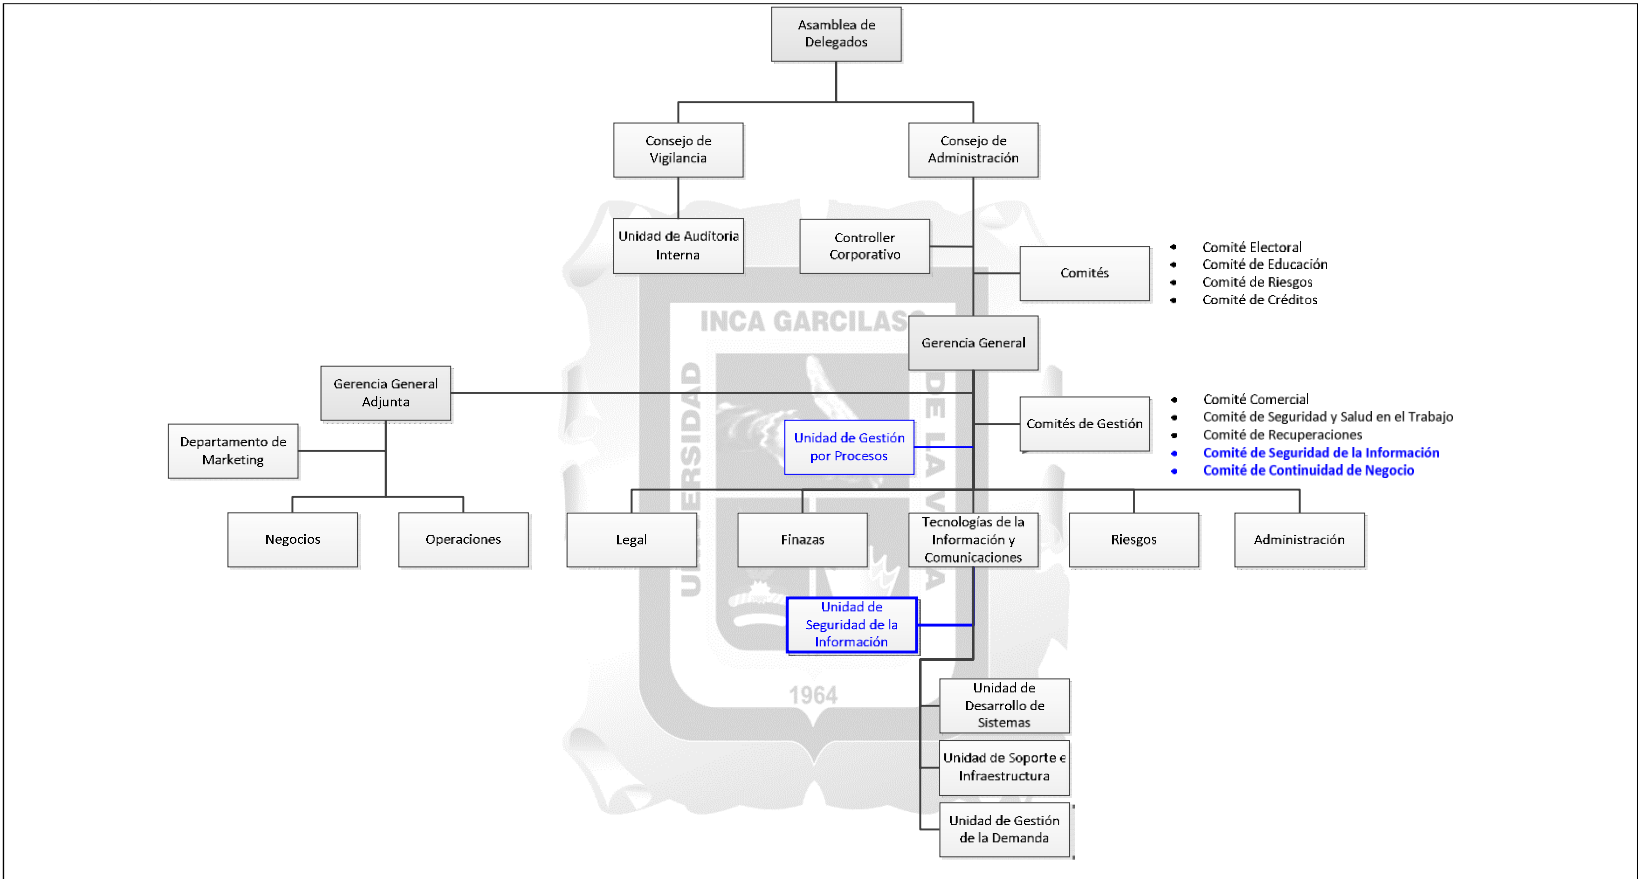 Asamblea de
Delegados
Consejo de
Vigilancia
Consejo de
Administración
Unidad de Auditoria
Interna
Controller
Corporativo
Comités
• Comité Electoral
• Comité de Educación
• Comité de Riesgos
• Comité de Créditos
INCA GARCILASO
UNIVERSIDAD
DE LA V A
Gerencia General
Gerencia General
Adjunta
Departamento de
Marketing
Unidad de Gestión
por Procesos
Comités de Gestión
• Comité Comercial
• Comité de Seguridad y Salud en el Trabajo
• Comité de Recuperaciones
• Comité de Seguridad de la Información
• Comité de Continuidad de Negocio
Negocios
Operaciones
Legal
Finazas
Tecnologías de la
Información y
Comunicaciones
Riesgos
Administración
Unidad de
Seguridad de la
Información
1964
Unidad de
Desarrollo de
Sistemas
Unidad de Soporte e
Infraestructura
Unidad de Gestión
de la Demanda